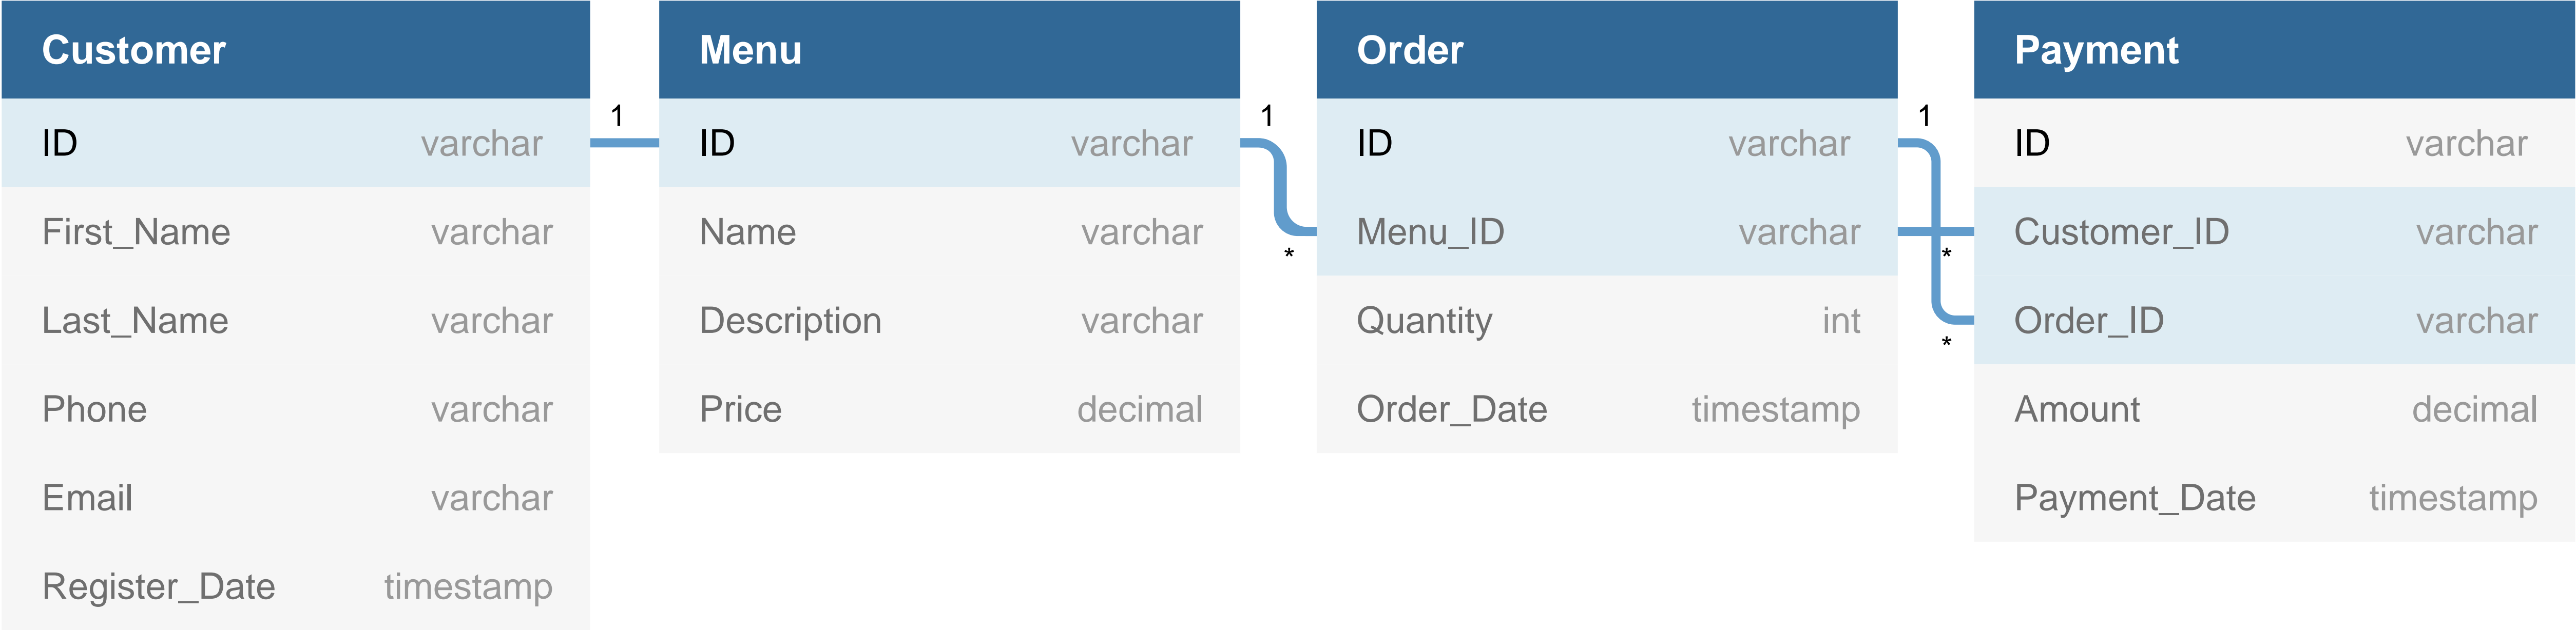 Customer
ID varchar
First_Name varchar
Last_Name varchar
Phone varchar
Email varchar
Register_Date timestamp
1
Menu
ID varchar
Name varchar
Description varchar
Price decimal
1
*
Order
ID varchar
Menu_ID varchar
Quantity int
Order_Date timestamp
1
*
*
Payment
ID varchar
Customer_ID varchar
Order_ID varchar
Amount decimal
Payment_Date timestamp